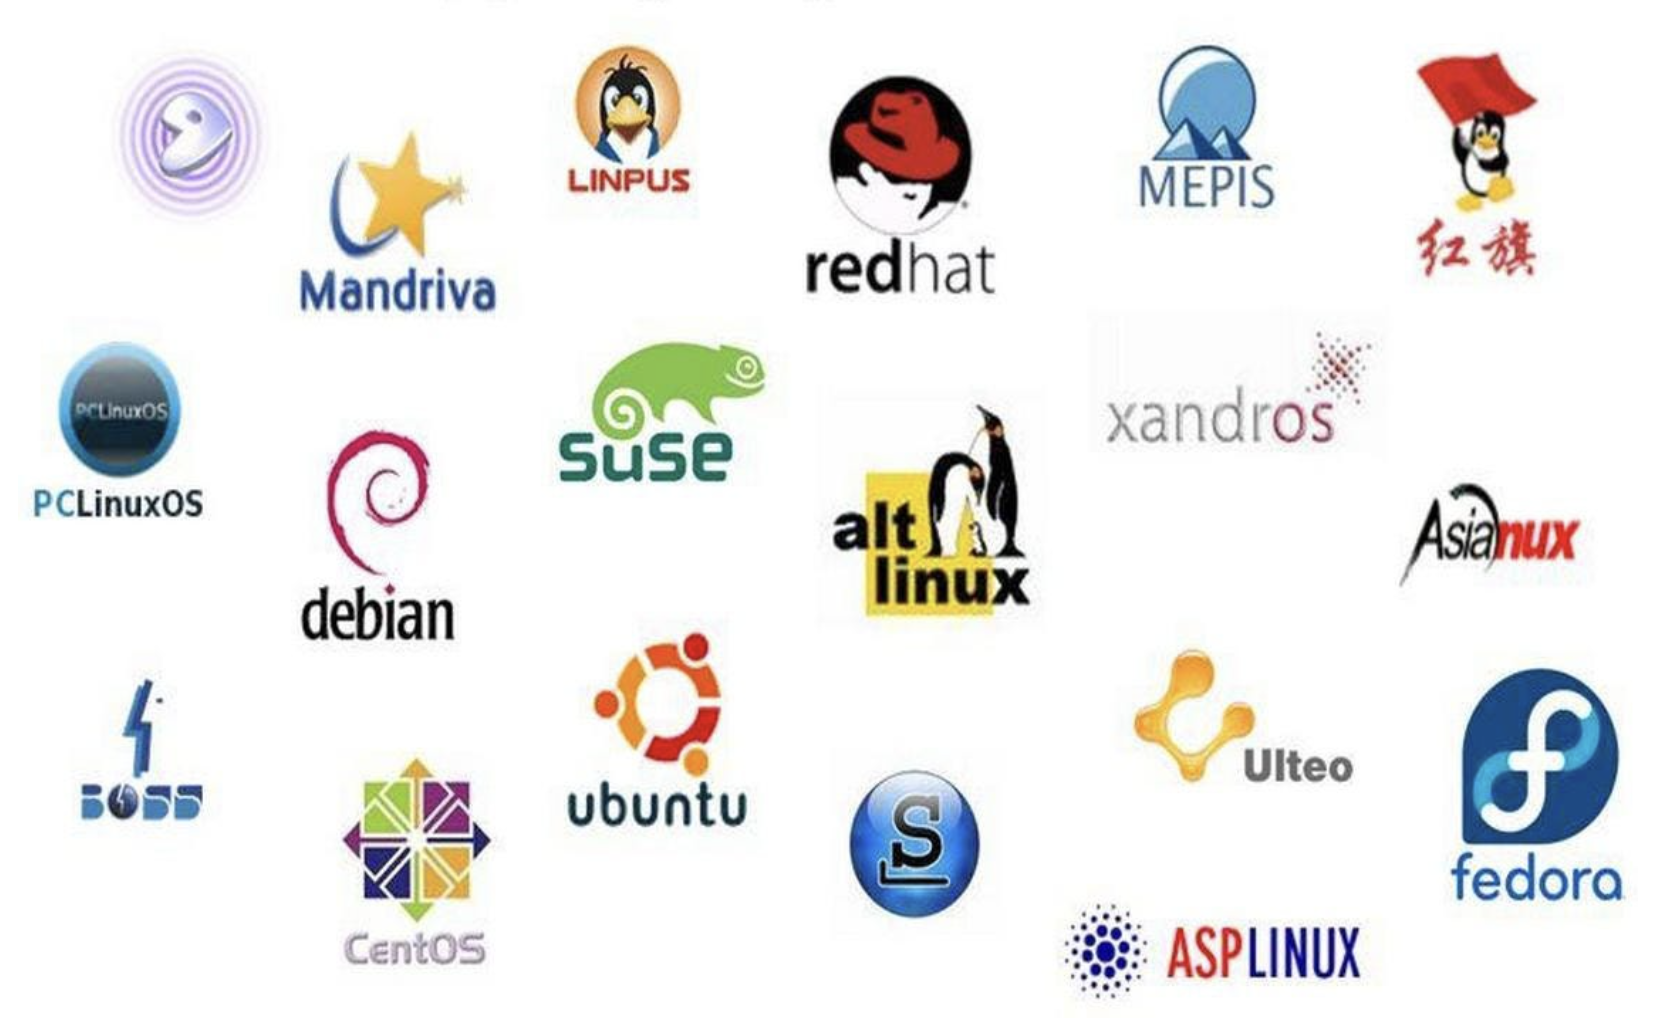 LINPUS
redhat
MEPIS
红旗
Mandriva
PCLinuxOS
PCLinuxOS
suse
xandros
debian
alt
linux
Asianux
BOSS
ubuntu
Ulteo
CentOS
S
fedora
ASPLINUX